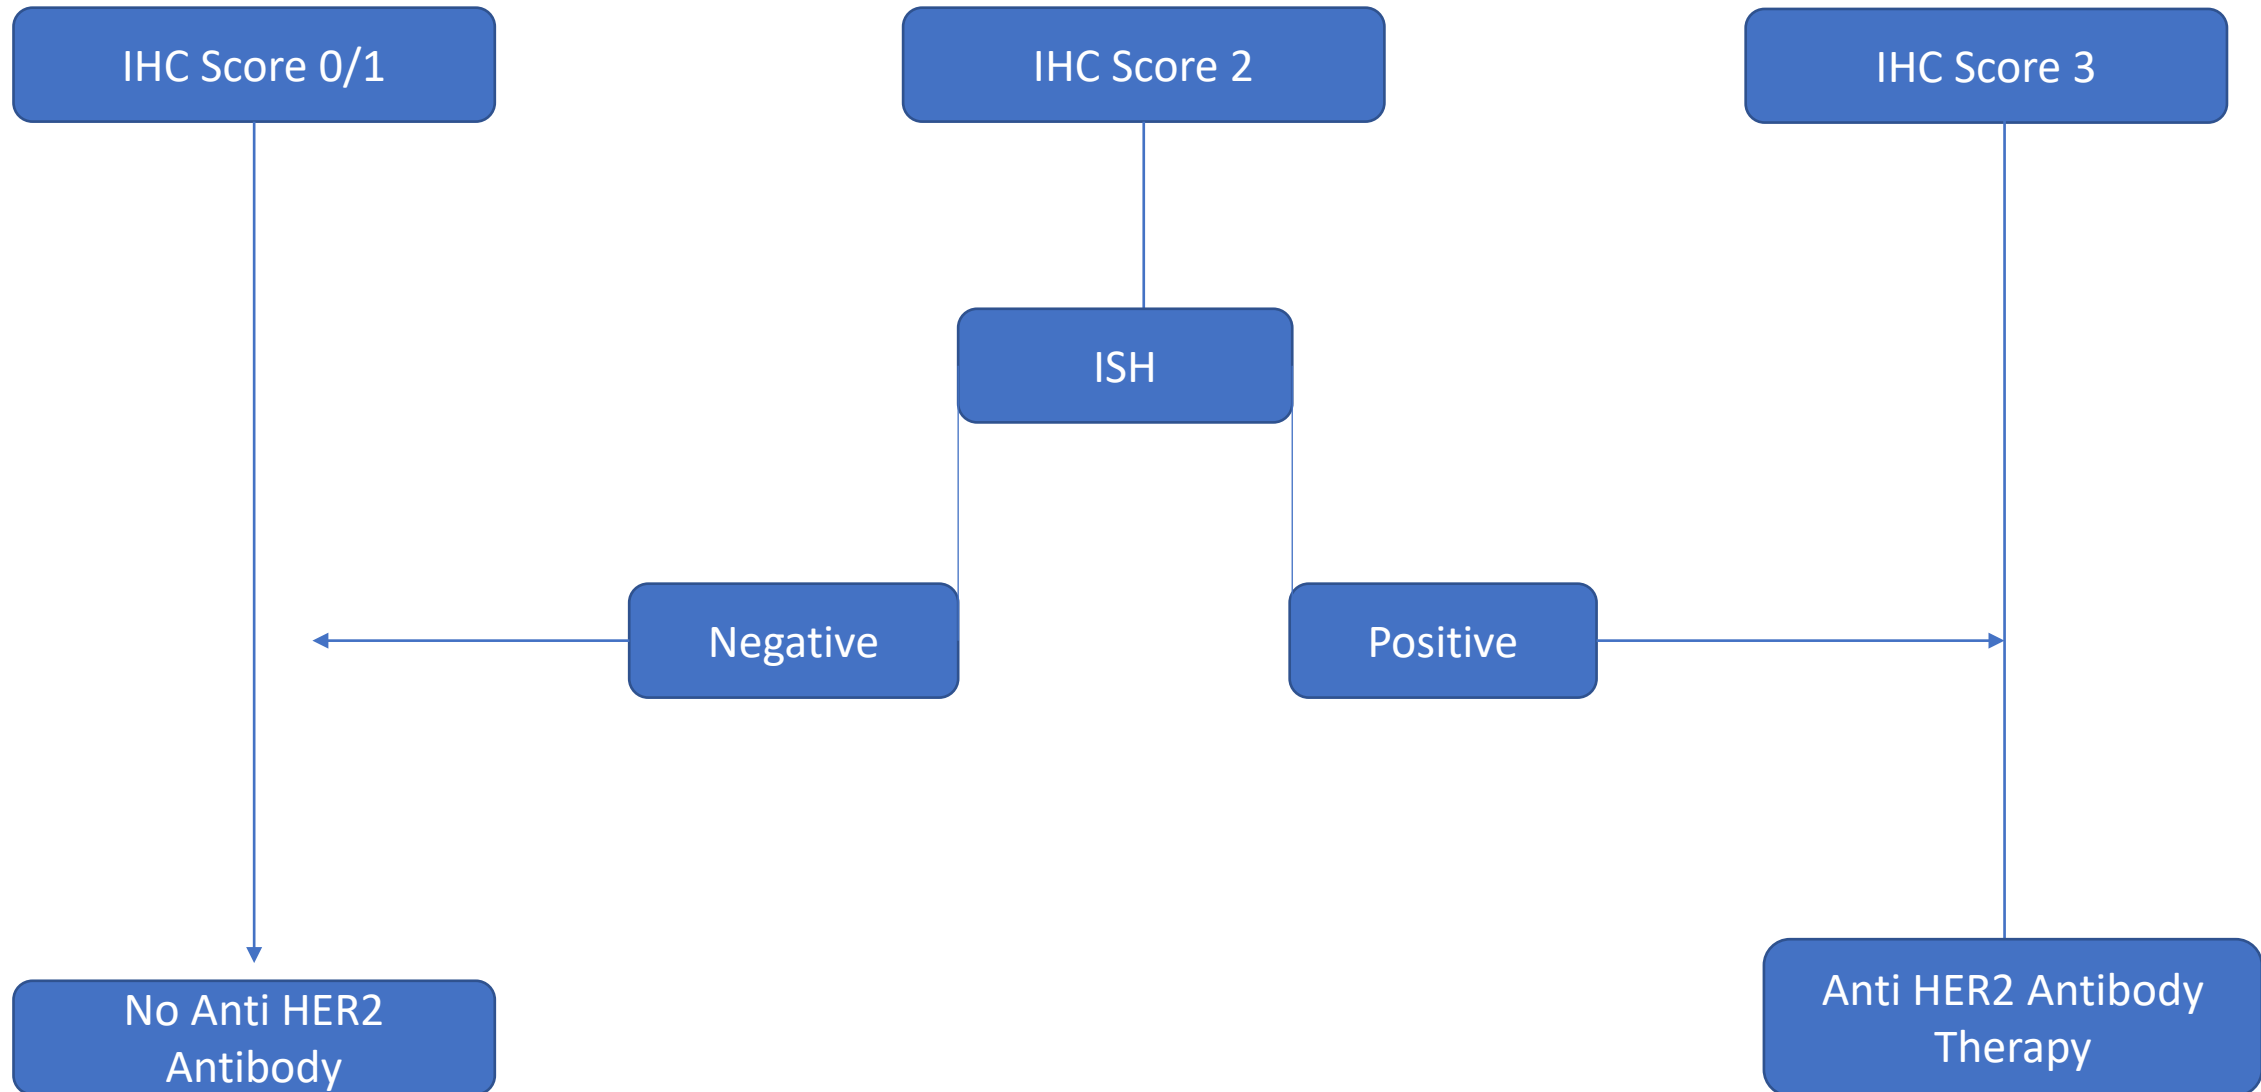 IHC Score 0/1
IHC Score 2
IHC Score 3
ISH
Negative
Positive
No Anti HER2
Antibody
Anti HER2 Antibody
Therapy